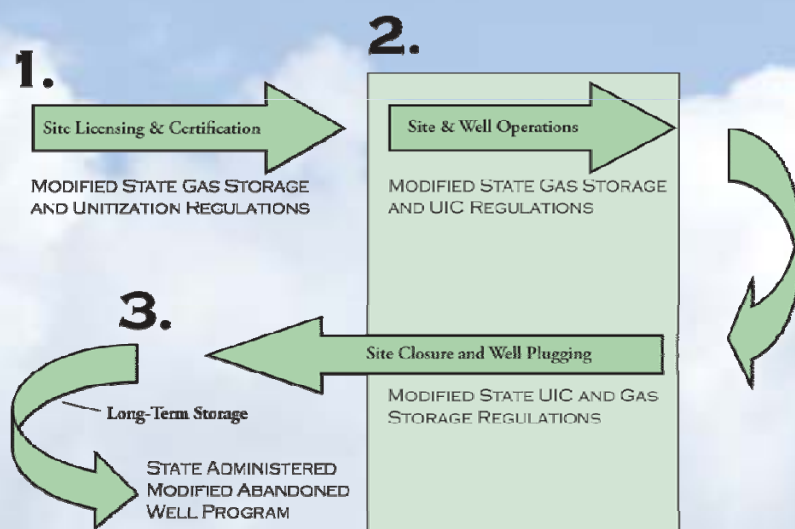 1.
Site Licensing & Certification
MODIFIED STATE GAS STORAGE
AND UNITIZATION REGULATIONS
2.
Site & Well Operations
MODIFIED STATE GAS STORAGE
AND UIC REGULATIONS
Site Closure and Well Plugging
MODIFIED STATE UIC AND GAS
STORAGE REGULATIONS
3.
Long-Term Storage
STATE ADMINISTERED
MODIFIED ABANDONED
WELL PROGRAM